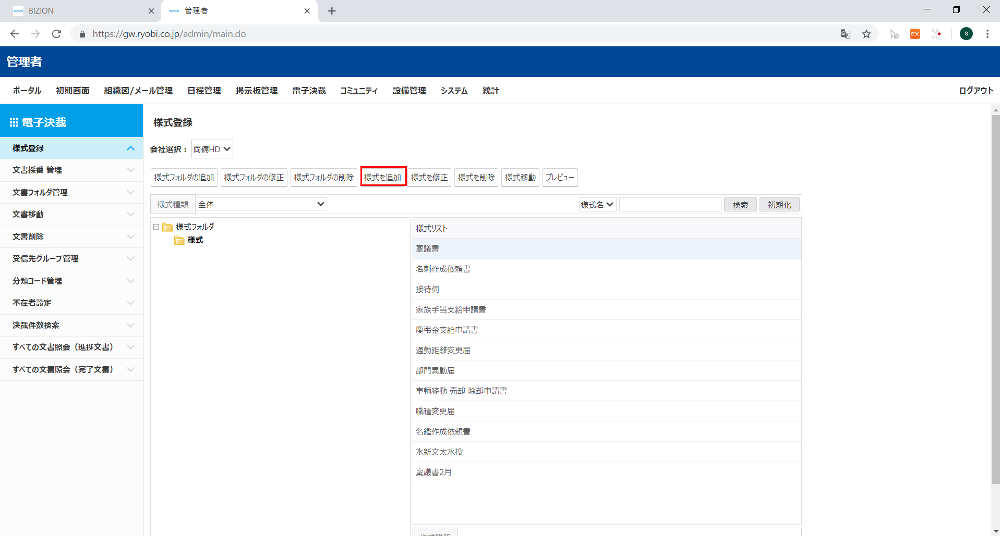 BiZiON
管理者
https://gw.ryobi.co.jp/admin/main.do
EX
S
管理者
ポータル 初期画面 組織図/メール管理 日程管理 掲示板管理 電子決裁 コミュニティ 設備管理 システム 統計 ログアウト
電子決裁
様式登録
文書採番 管理
文書フォルダ管理
文書移動
文書削除
受信先グループ管理
分類コード管理
不在者設定
決裁件数検索
すべての文書照会（進捗文書）
すべての文書照会（完了文書）
様式登録
会社選択： 両備HD
様式フォルダの追加 様式フォルダの修正 様式フォルダの削除 様式を追加 様式を修正 様式を削除 様式移動 プレビュー
様式種類 全体 様式名 検索 初期化
様式フォルダ
様式
様式リスト
稟議書
名刺作成依頼書
接待伺
家族手当支給申請書
慶弔金支給申請書
通勤距離変更届
部門異動届
車輌移動 売却 除却申請書
職種変更届
名鑑作成依頼書
水新文太水投
稟議書2月
様式説明